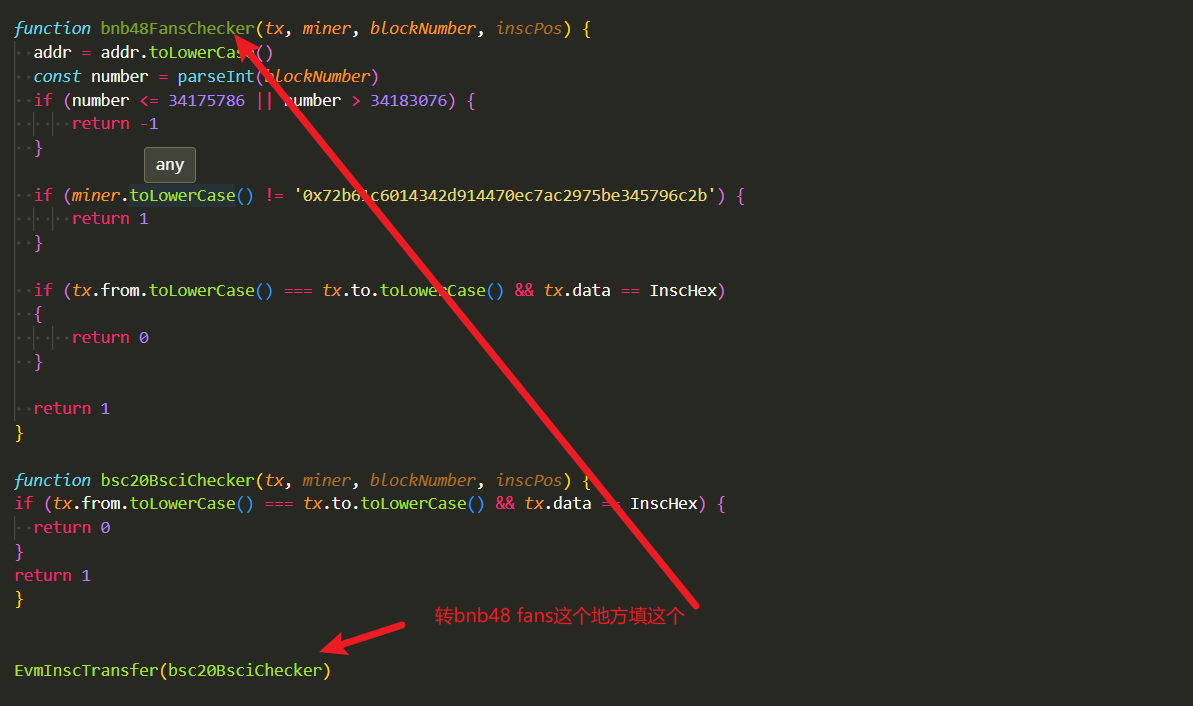 function bnb48FansChecker(tx, miner, blockNumber, inscPos) {
addr = addr.toLowerCase()
const number = parseInt(blockNumber)
if (number <= 34175786 || number > 34183076) {
return -1
}
any
if (miner.toLowerCase() != '0x72b61c6014342d914470ec7ac2975be345796c2b') {
return 1
}
if (tx.from.toLowerCase() === tx.to.toLowerCase() && tx.data == InscHex)
{
return 0
}
return 1
}
function bsc20BsciChecker(tx, miner, blockNumber, inscPos) {
if (tx.from.toLowerCase() === tx.to.toLowerCase() && tx.data == InscHex) {
return 0
}
return 1
}
转bnb48 fans这个地方填这个
EvmInscTransfer(bsc20BsciChecker)